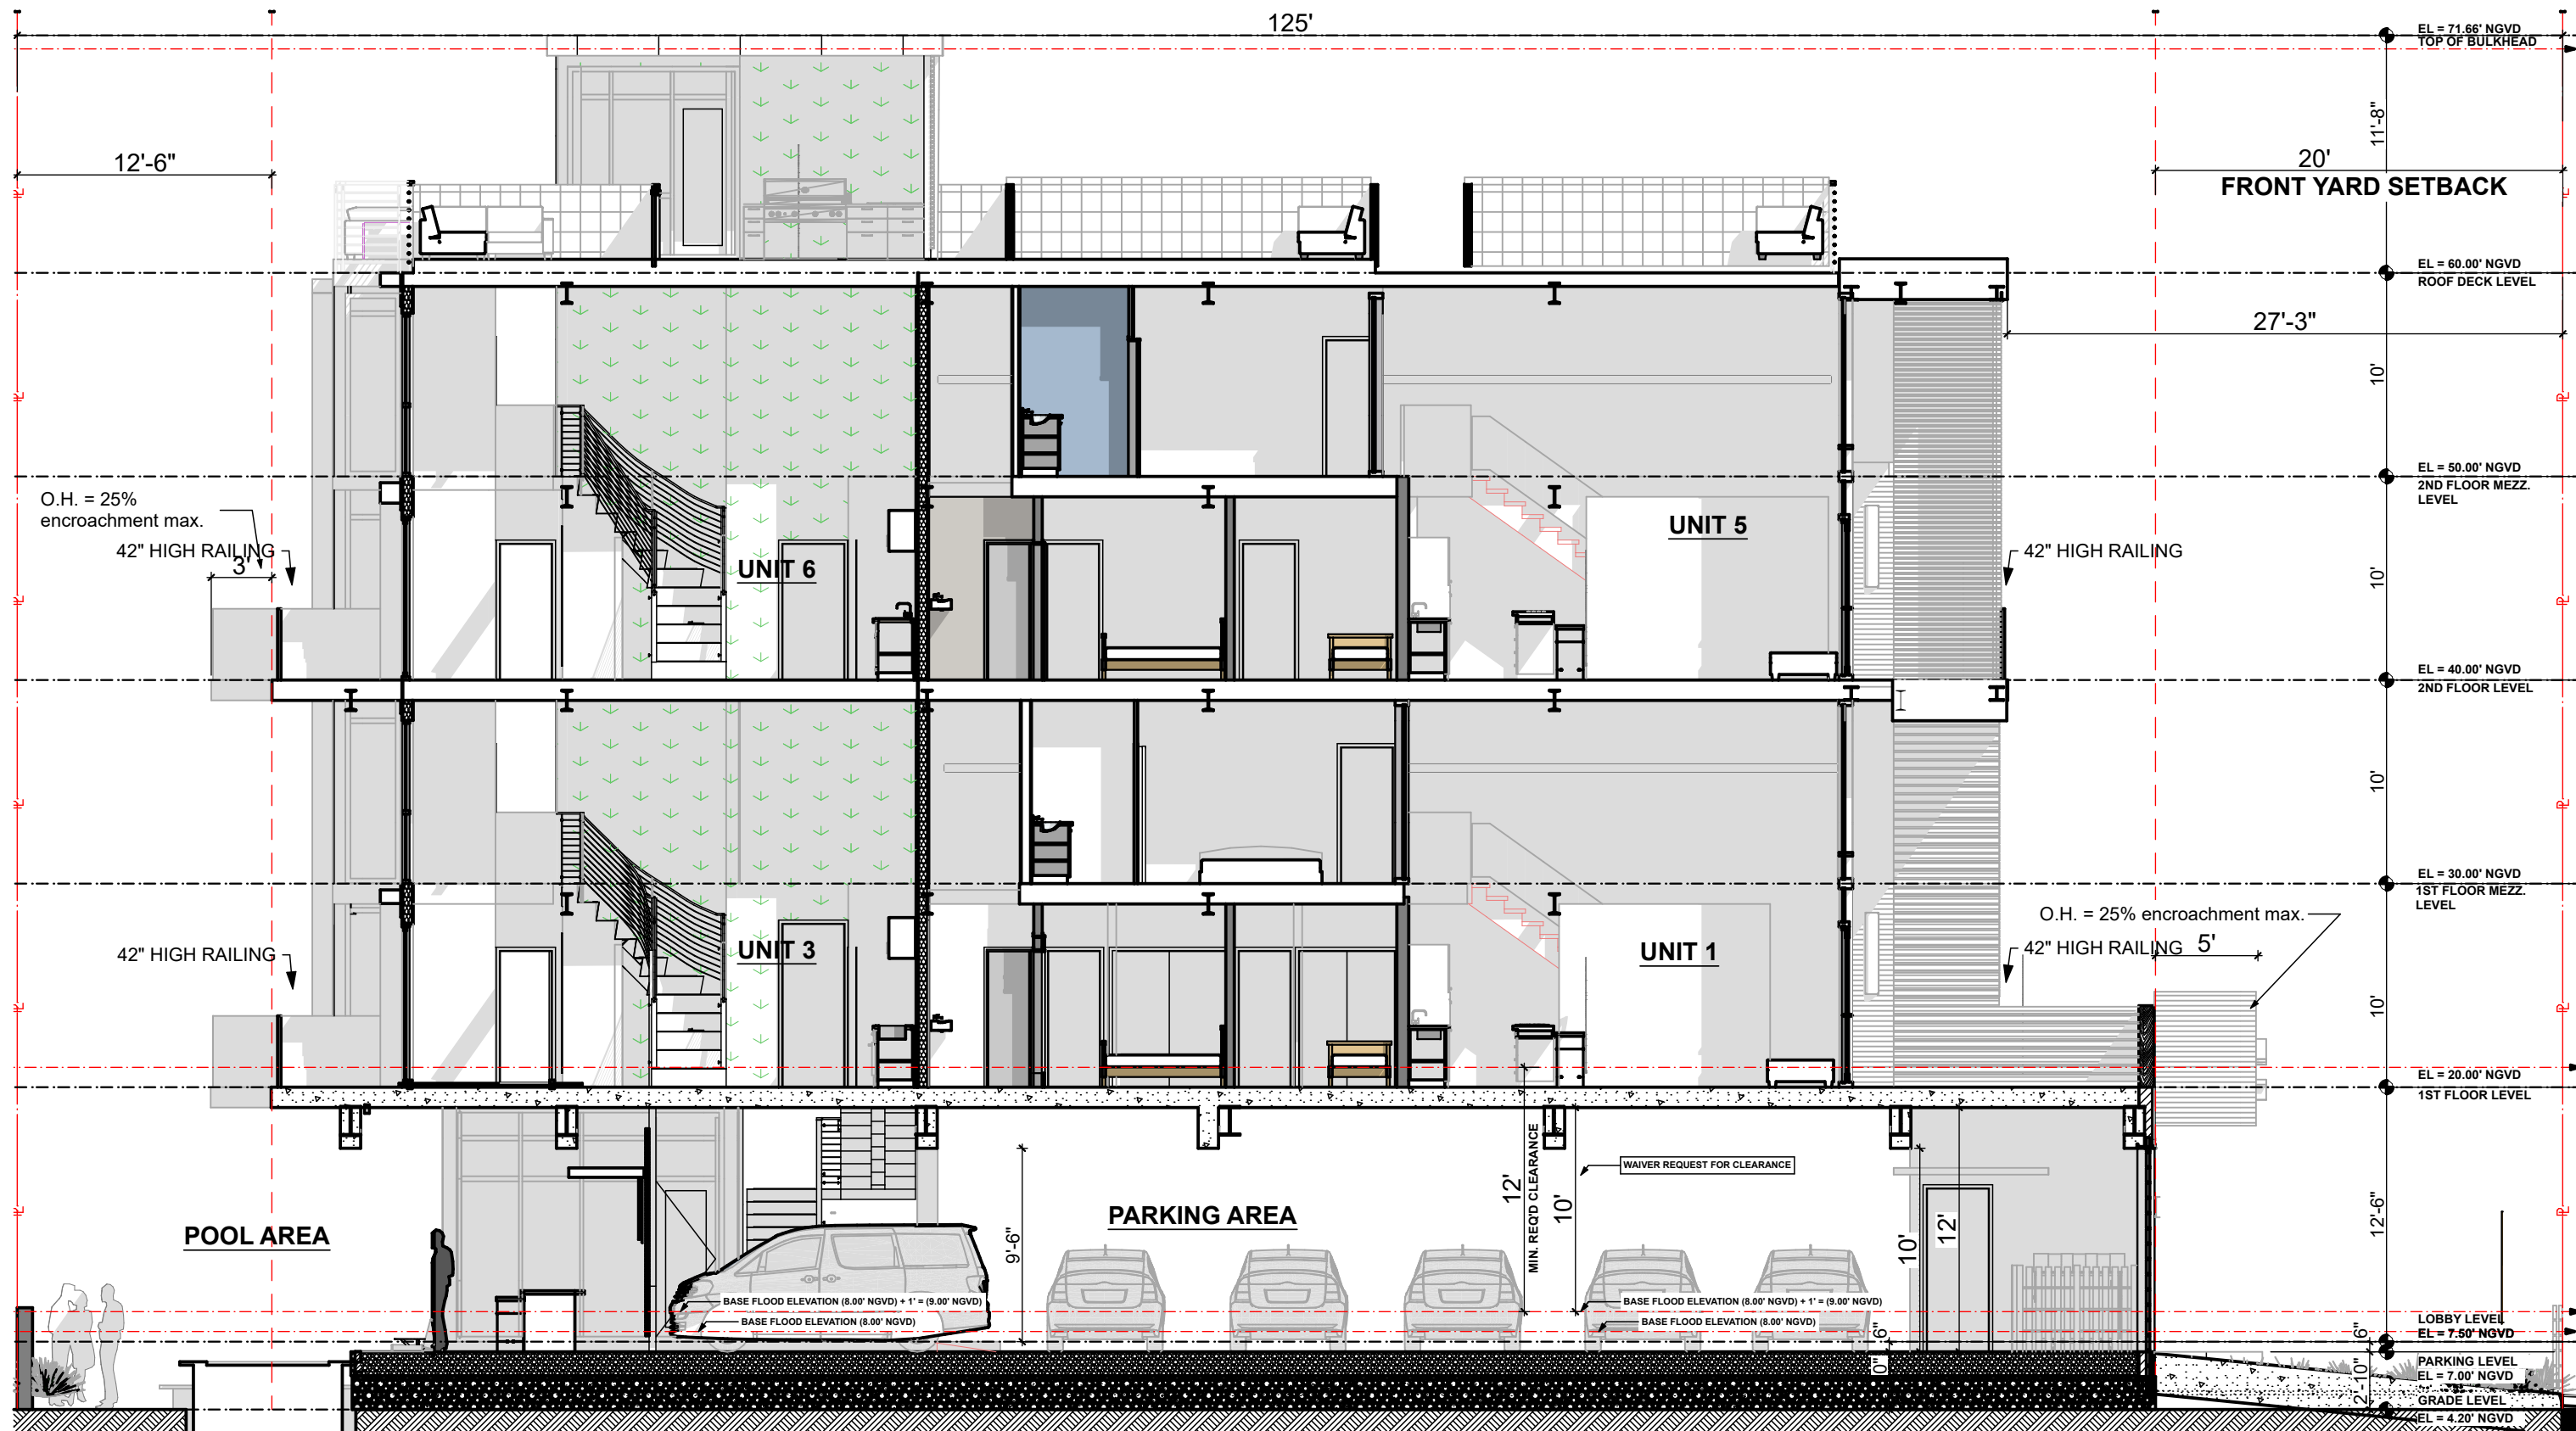 125'
EL = 71.66' NGVD
TOP OF BULKHEAD
11'-8"
12'-6"
20'
FRONT YARD SETBACK
EL = 60.00' NGVD
ROOF DECK LEVEL
27'-3"
10'
EL = 50.00' NGVD
2ND FLOOR MEZZ.
LEVEL
O.H. = 25%
encroachment max.
42" HIGH RAILING
3'
UNIT 6
UNIT 5
42" HIGH RAILING
10'
EL = 40.00' NGVD
2ND FLOOR LEVEL
10'
EL = 30.00' NGVD
1ST FLOOR MEZZ.
LEVEL
O.H. = 25% encroachment max.
42" HIGH RAILING
UNIT 3
UNIT 1
42" HIGH RAILING
5'
10'
EL = 20.00' NGVD
1ST FLOOR LEVEL
MIN. REQ'D CLEARANCE
12'
WAIVER REQUEST FOR CLEARANCE
10'
POOL AREA
PARKING AREA
9'-6"
10'
12'
12'-6"
BASE FLOOD ELEVATION (8.00' NGVD) + 1' = (9.00' NGVD)
BASE FLOOD ELEVATION (8.00' NGVD)
BASE FLOOD ELEVATION (8.00' NGVD) + 1' = (9.00' NGVD)
BASE FLOOD ELEVATION (8.00' NGVD)
LOBBY LEVEL
EL = 7.50' NGVD
6"
6"
PARKING LEVEL
EL = 7.00' NGVD
2'-10"
GRADE LEVEL
EL = 4.20' NGVD